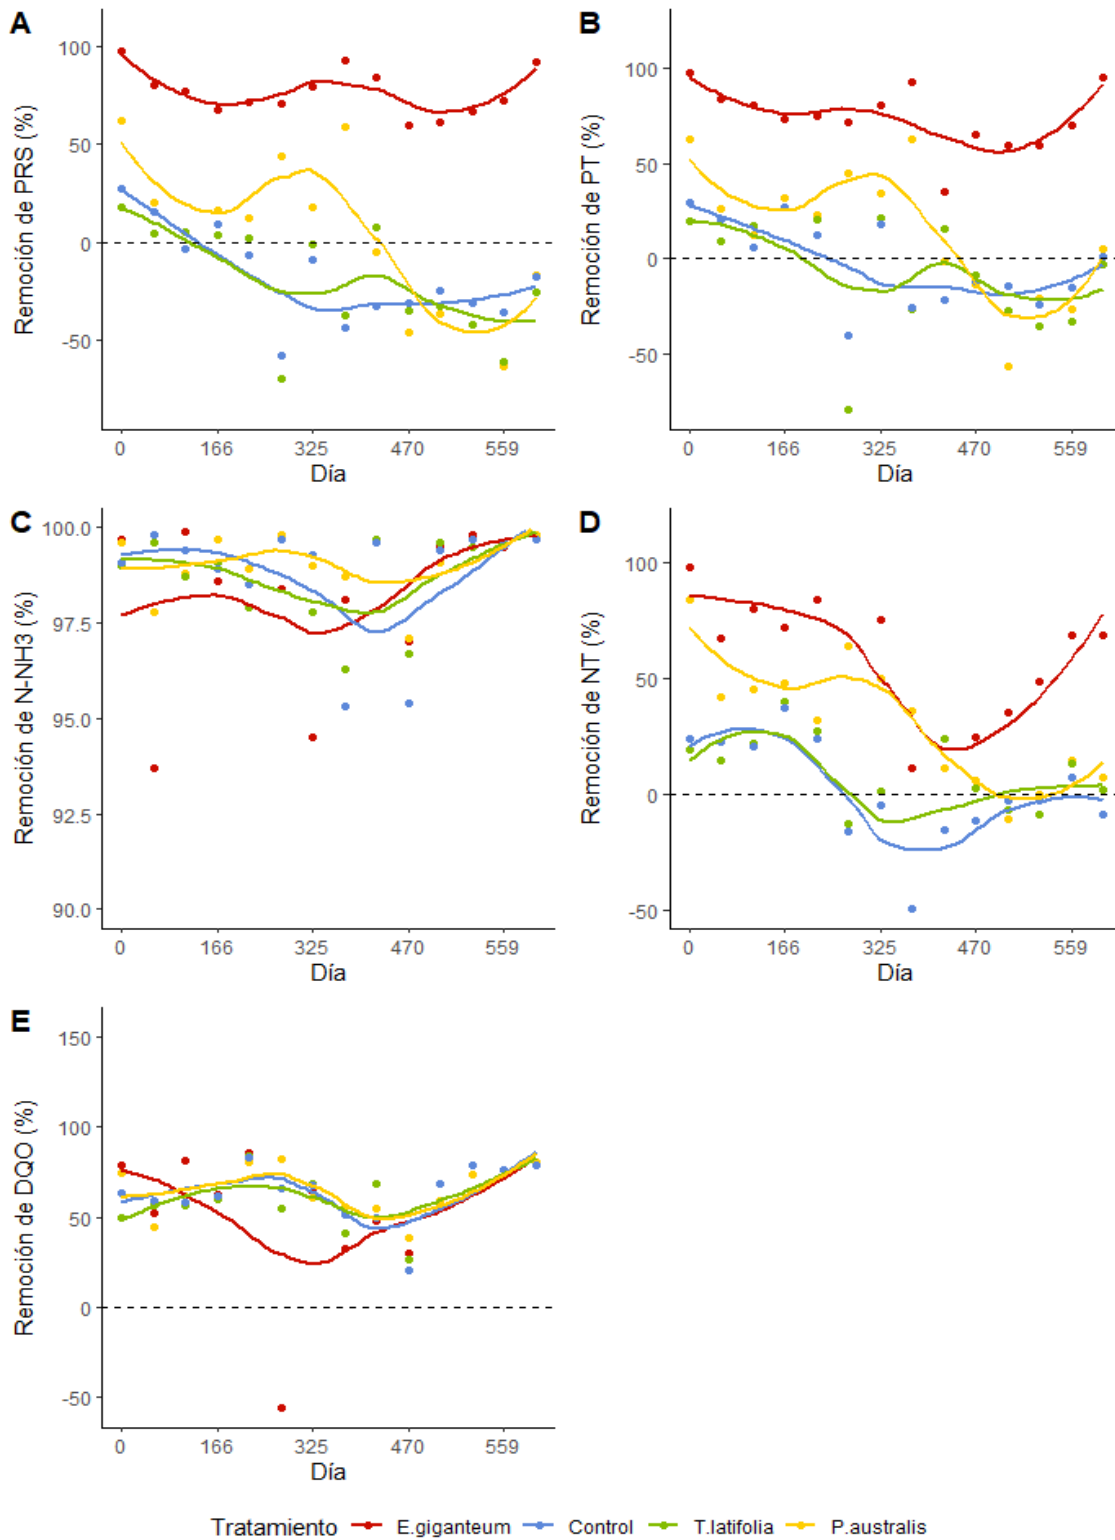 A
Remoción de PRS (%)
100
50
0
-50
0 166 325 470 559
Día
B
Remoción de PT (%)
100
50
0
-50
0 166 325 470 559
Día
C
Remoción de N-NH3 (%)
100.0
97.5
95.0
92.5
90.0
0 166 325 470 559
Día
D
Remoción de NT (%)
100
50
0
-50
0 166 325 470 559
Día
E
Remoción de DQO (%)
150
100
50
0
-50
0 166 325 470 559
Día
Tratamiento E.giganteum Control T.latifolia P.australis